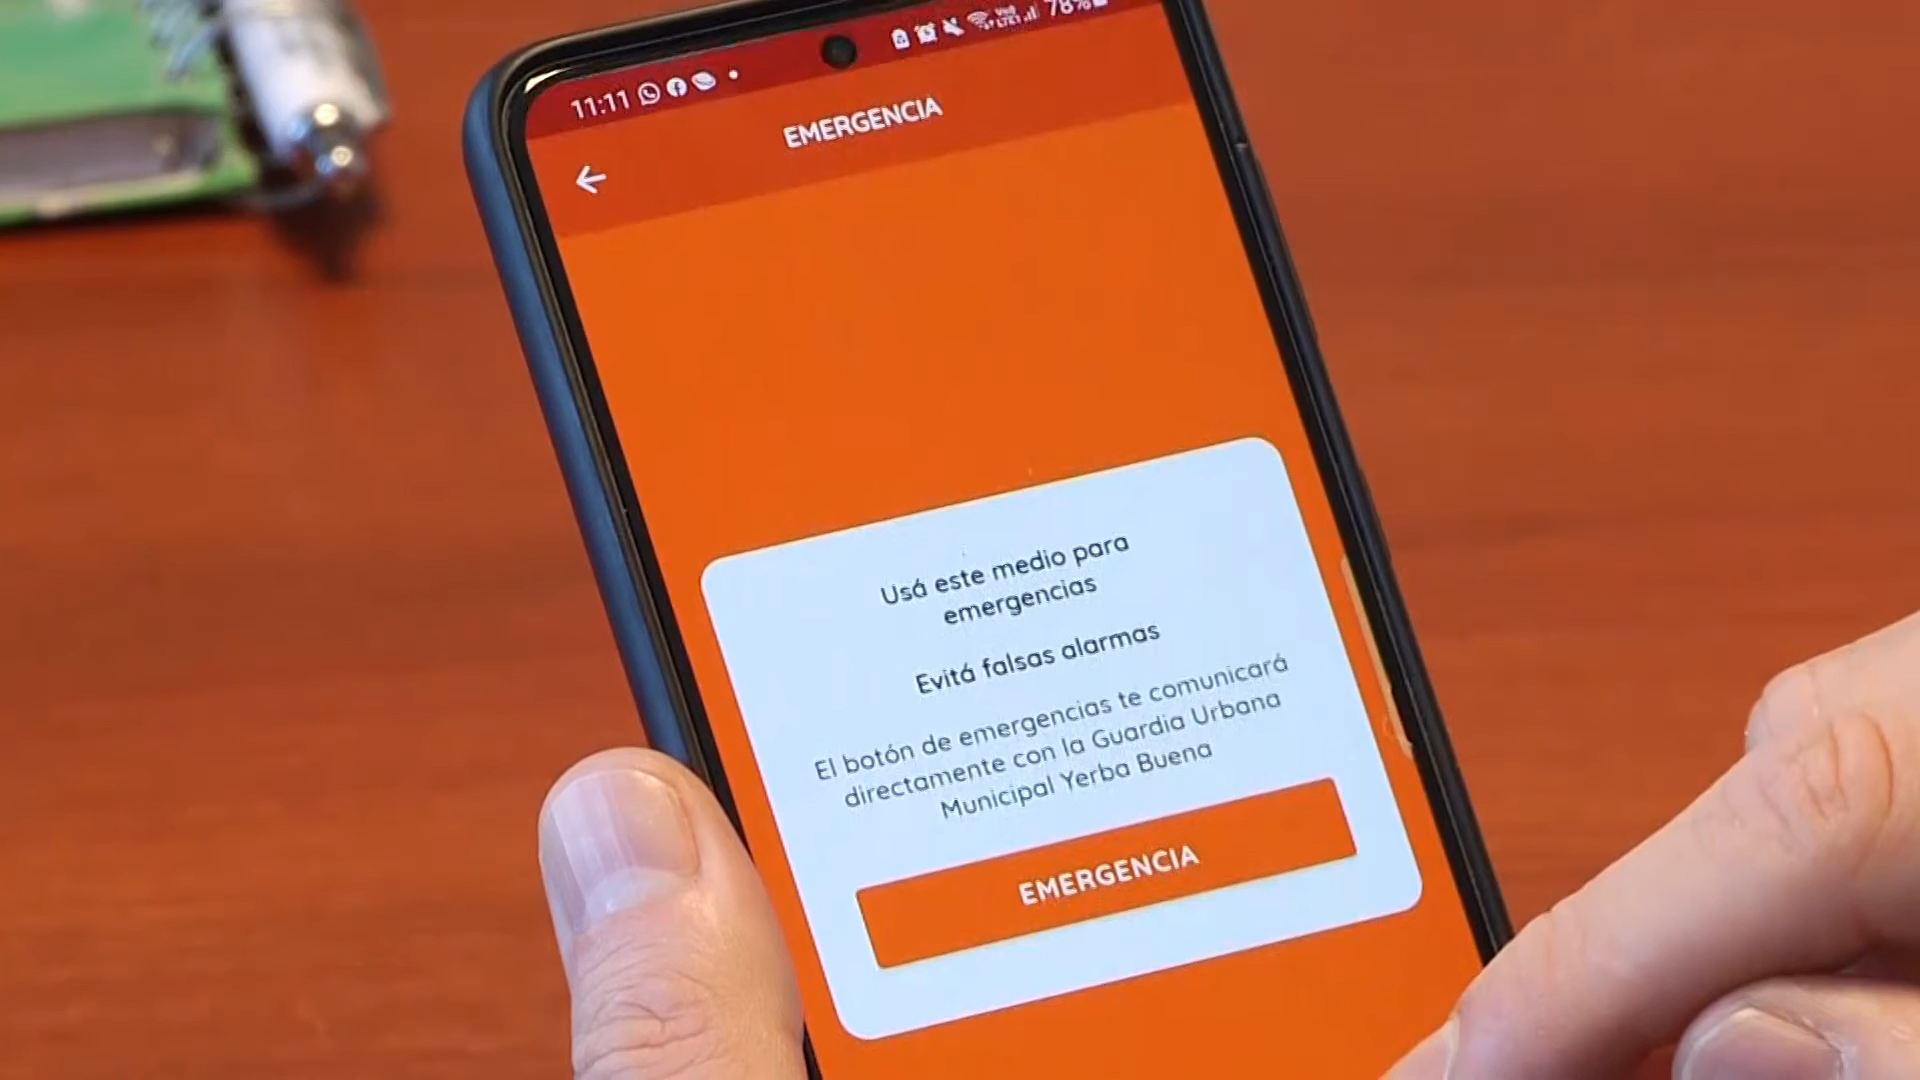 11:11
78%
EMERGENCIA
Usá este medio para
emergencias
Evitá falsas alarmas
El botón de emergencias te comunicará
directamente con la Guardia Urbana
Municipal Yerba Buena
EMERGENCIA